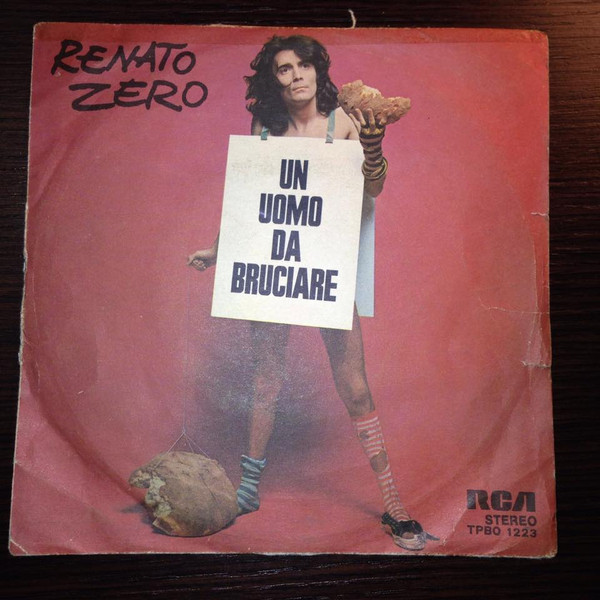 RENATO
ZERO
UN
UOMO
DA
BRUCIARE
RCA
STEREO
TPBO 1223